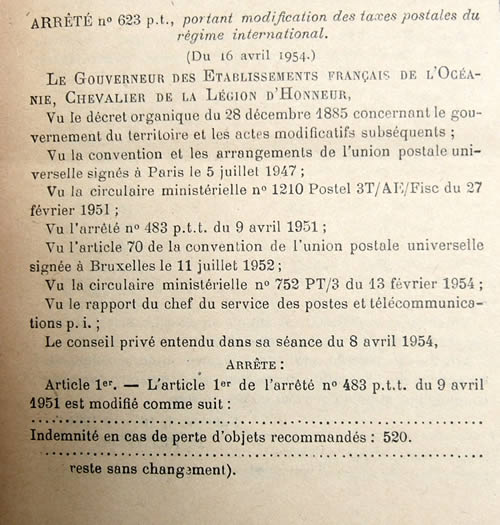 ARRÊTÉ nº 623 p.t., portant modification des taxes postales du
régime international.
(Du 16 avril 1954.)
LE GOUVERNEUR DES ETABLISSEMENTS FRANÇAIS DE L'OCÉA-
NIE, CHEVALIER DE LA LÉGION D'HONNEUR,
Vu le décret organique du 28 décembre 1885 concernant le gou-
vernement du territoire et les actes modificatifs subséquents ;
Vu la convention et les arrangements de l'union postale uni-
verselle signés à Paris le 5 juillet 1947 ;
Vu la circulaire ministérielle nº 1210 Postel 3T/AE/Fisc du 27
février 1951 ;
Vu l'arrêté nº 483 p.t.t. du 9 avril 1951 ;
Vu l'article 70 de la convention de l'union postale universelle
signée à Bruxelles le 11 juillet 1952 ;
Vu la circulaire ministérielle nº 752 PT/3 du 13 février 1954 ;
Vu le rapport du chef du service des postes et télécommunica-
tions p. i. ;
Le conseil privé entendu dans sa séance du 8 avril 1954,
ARRÊTE :
Article 1er. — L'article 1er de l'arrêté nº 483 p.t.t. du 9 avril
1951 est modifié comme suit :
Indemnité en cas de perte d'objets recommandés : 520.
reste sans changement).